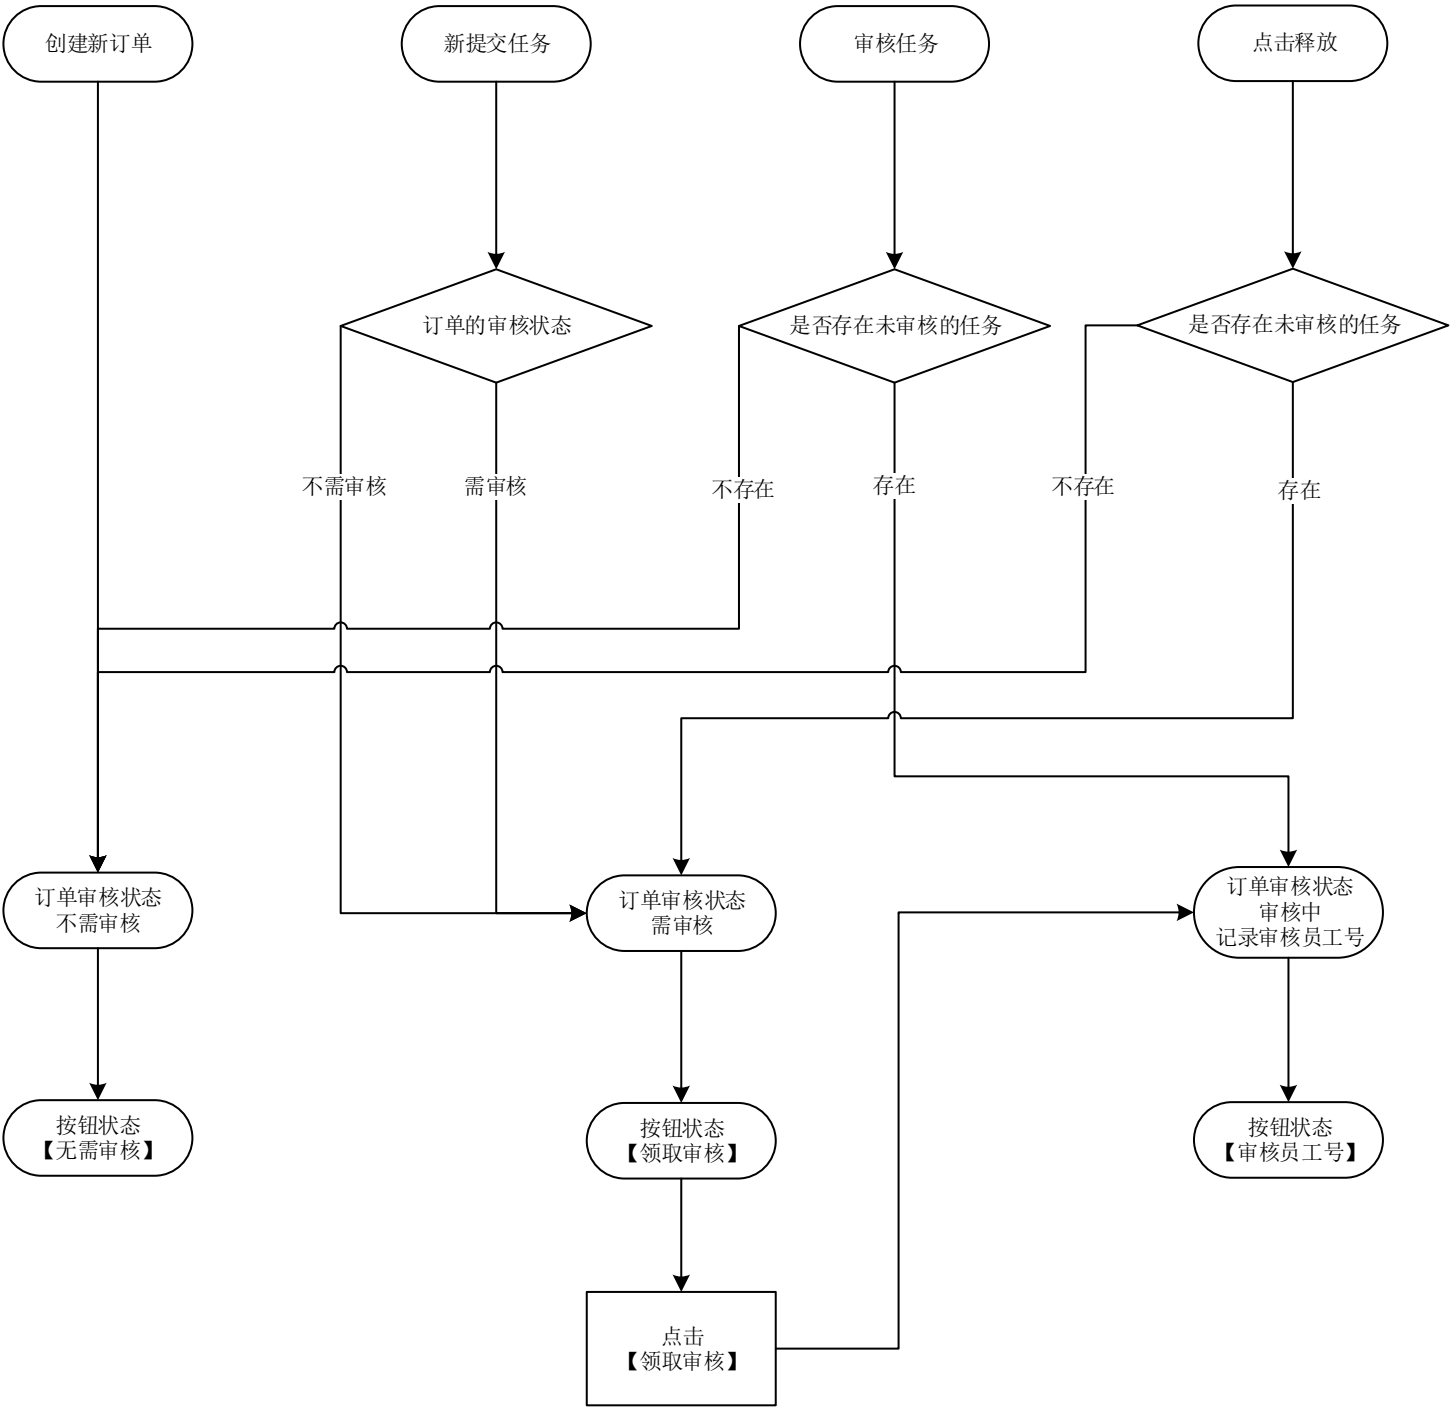 创建新订单
新提交任务
审核任务
点击释放
订单的审核状态
是否存在未审核的任务
是否存在未审核的任务
不需审核
需审核
不存在
存在
不存在
存在
订单审核状态
不需审核
订单审核状态
需审核
订单审核状态
审核中
记录审核员工号
按钮状态
【无需审核】
按钮状态
【领取审核】
按钮状态
【审核员工号】
点击
【领取审核】